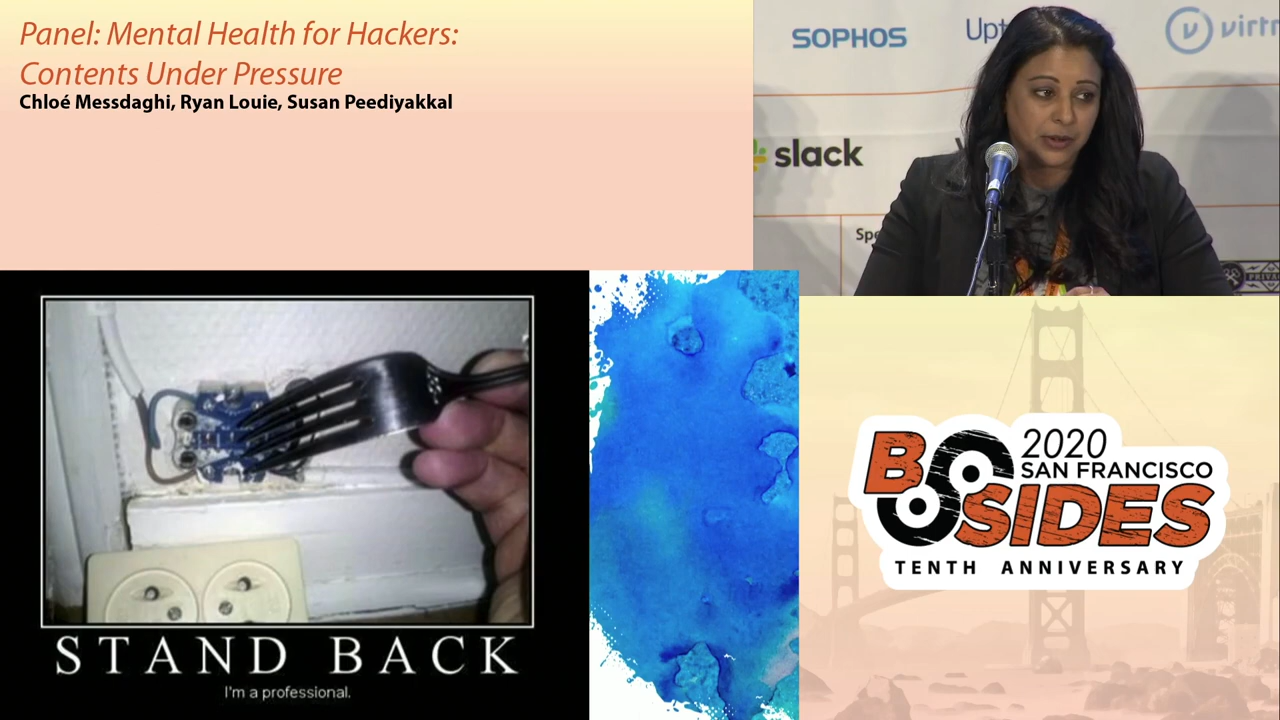 Panel: Mental Health for Hackers:
Contents Under Pressure
Chloé Messdaghi, Ryan Louie, Susan Peediyakkal
SOPHOS
slack
2020
SAN FRANCISCO
BSIDES
TENTH ANNIVERSARY
STAND BACK
I'm a professional.